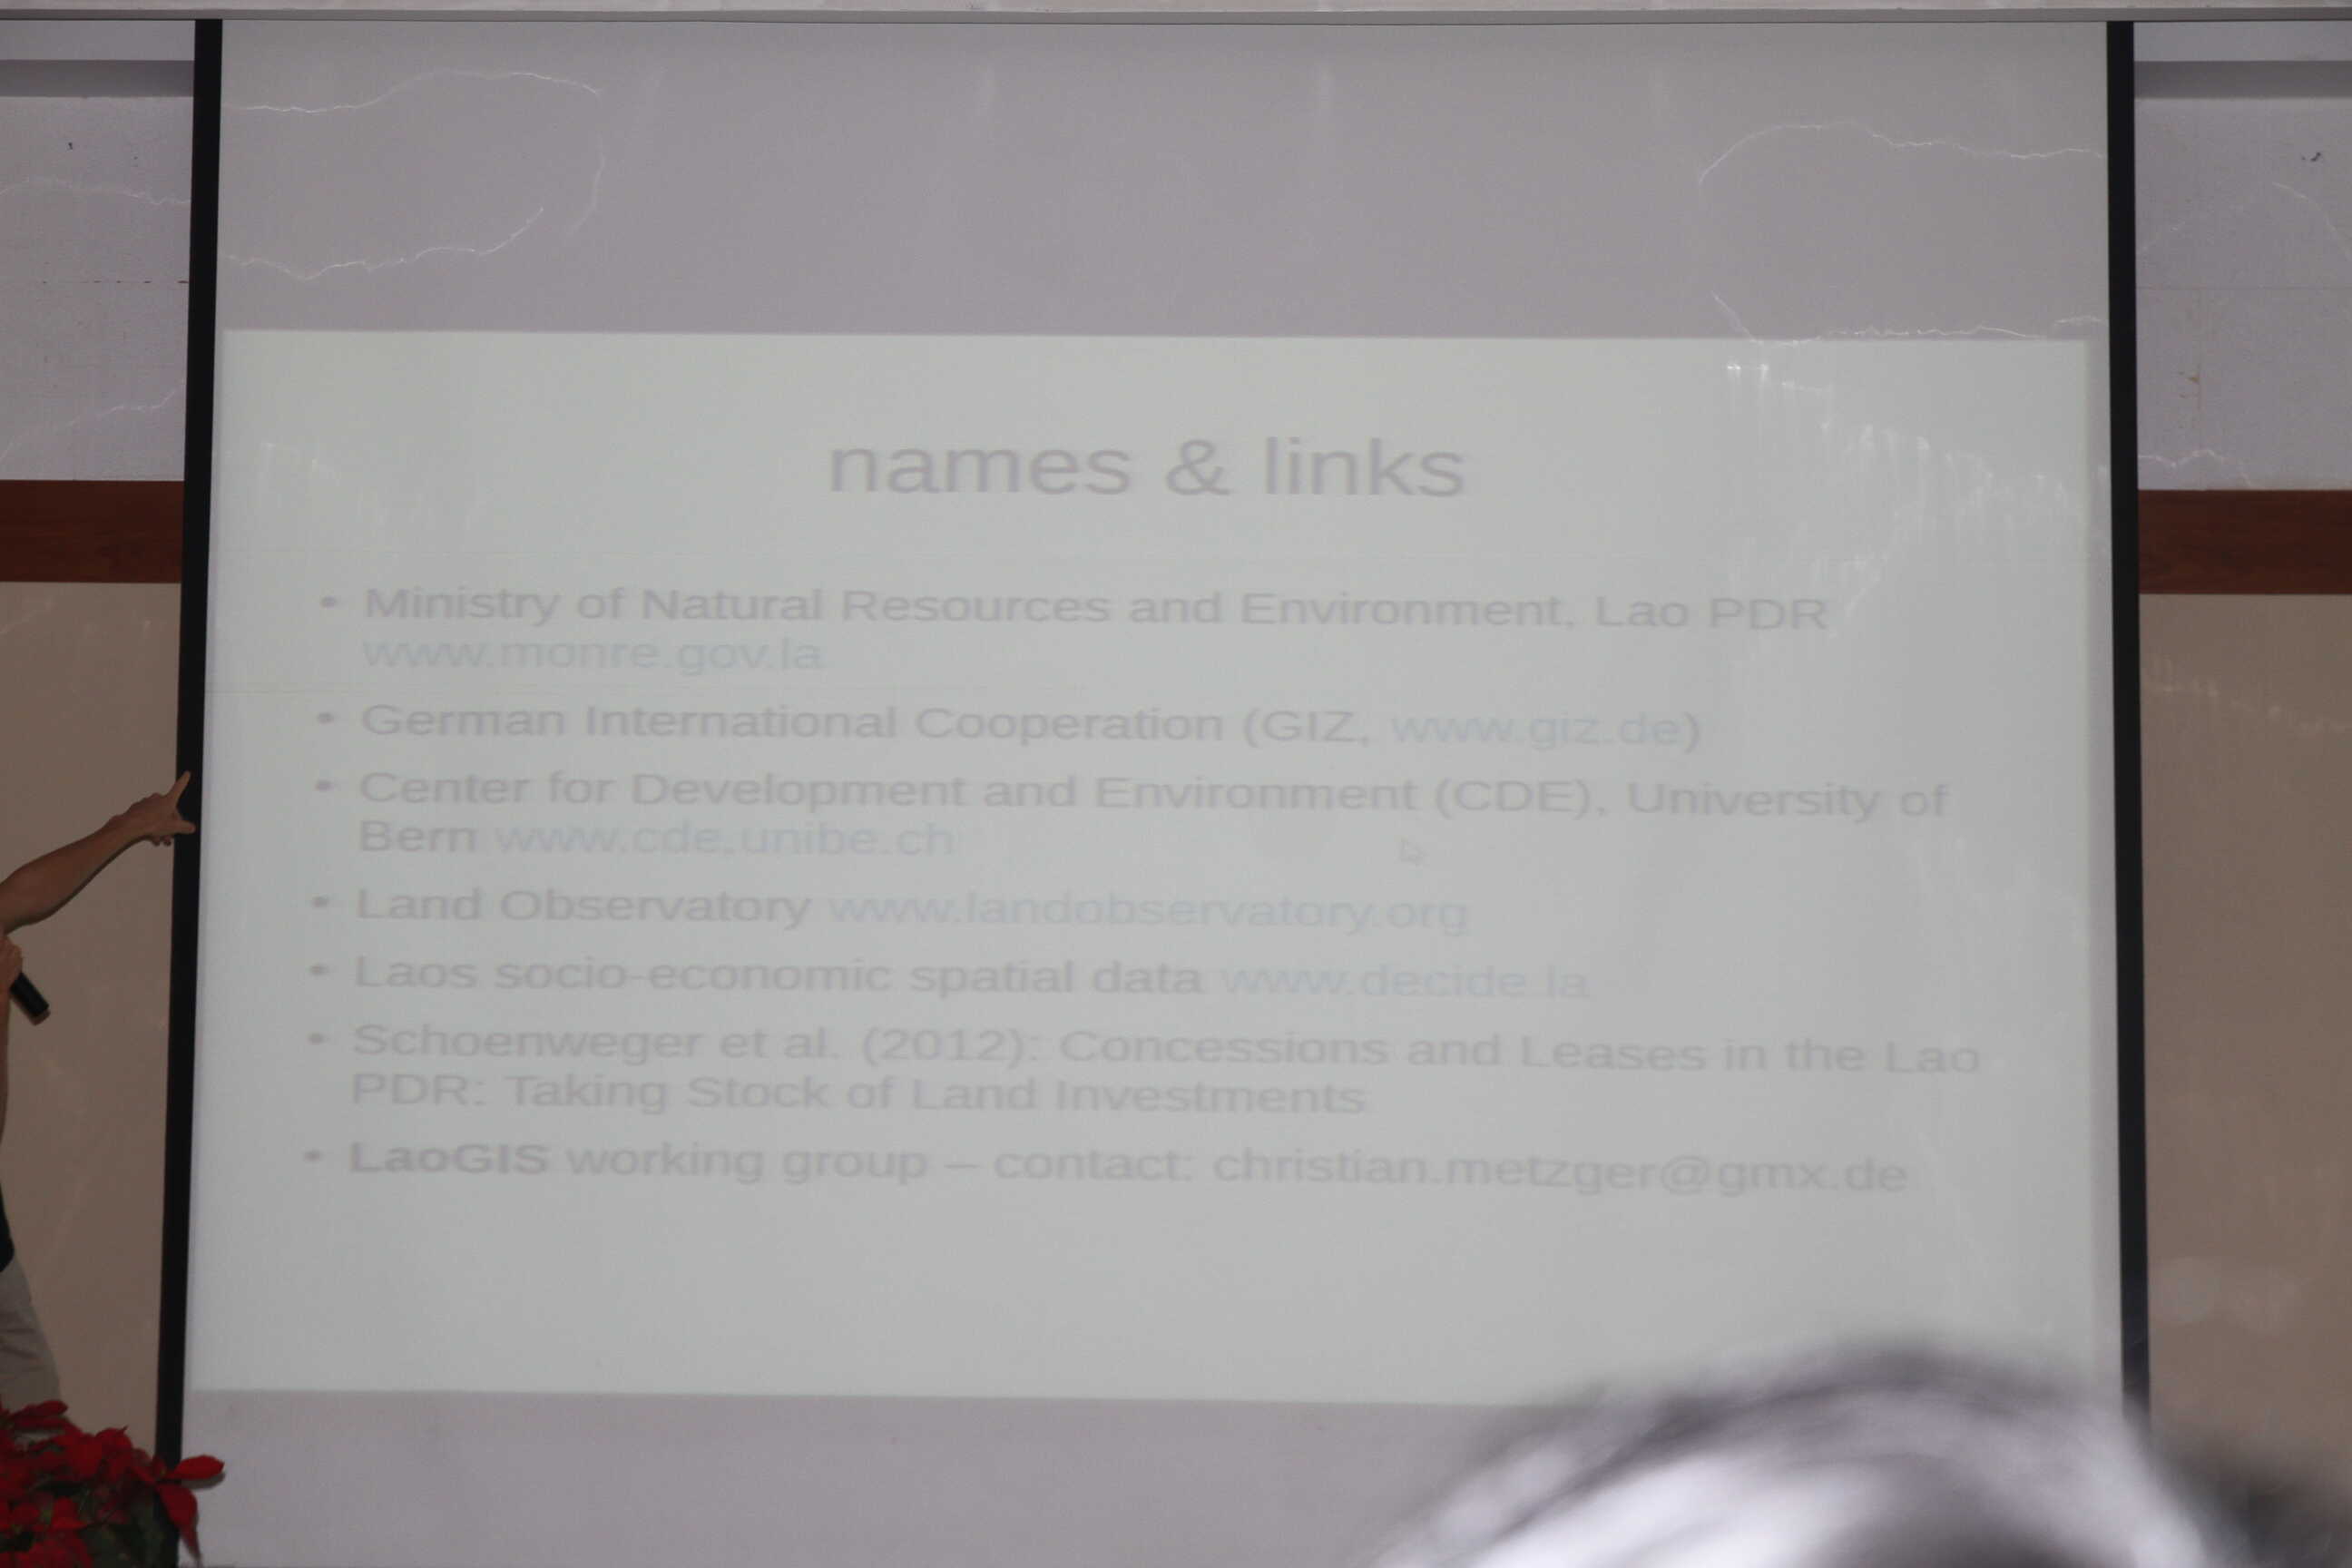 names & links
• Ministry of Natural Resources and Environment, Lao PDR
www.monre.gov.la
• German International Cooperation (GIZ, www.giz.de)
• Center for Development and Environment (CDE), University of
Bern www.cde.unibe.ch
• Land Observatory www.landobservatory.org
• Laos socio-economic spatial data www.decide.la
• Schoenweger et al. (2012): Concessions and Leases in the Lao
PDR: Taking Stock of Land Investments
• LaoGIS working group – contact: christian.metzger@gmx.de